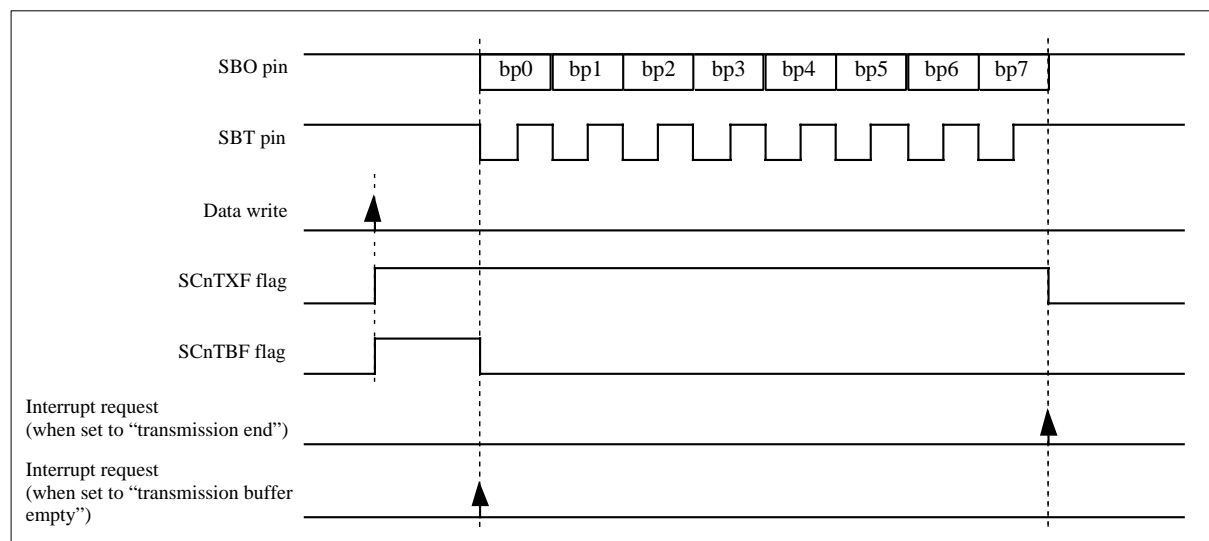 SBO pin
bp0 bp1 bp2 bp3 bp4 bp5 bp6 bp7
SBT pin
Data write
SCnTXF flag
SCnTBF flag
Interrupt request
(when set to “transmission end”)
Interrupt request
(when set to “transmission buffer
empty”)